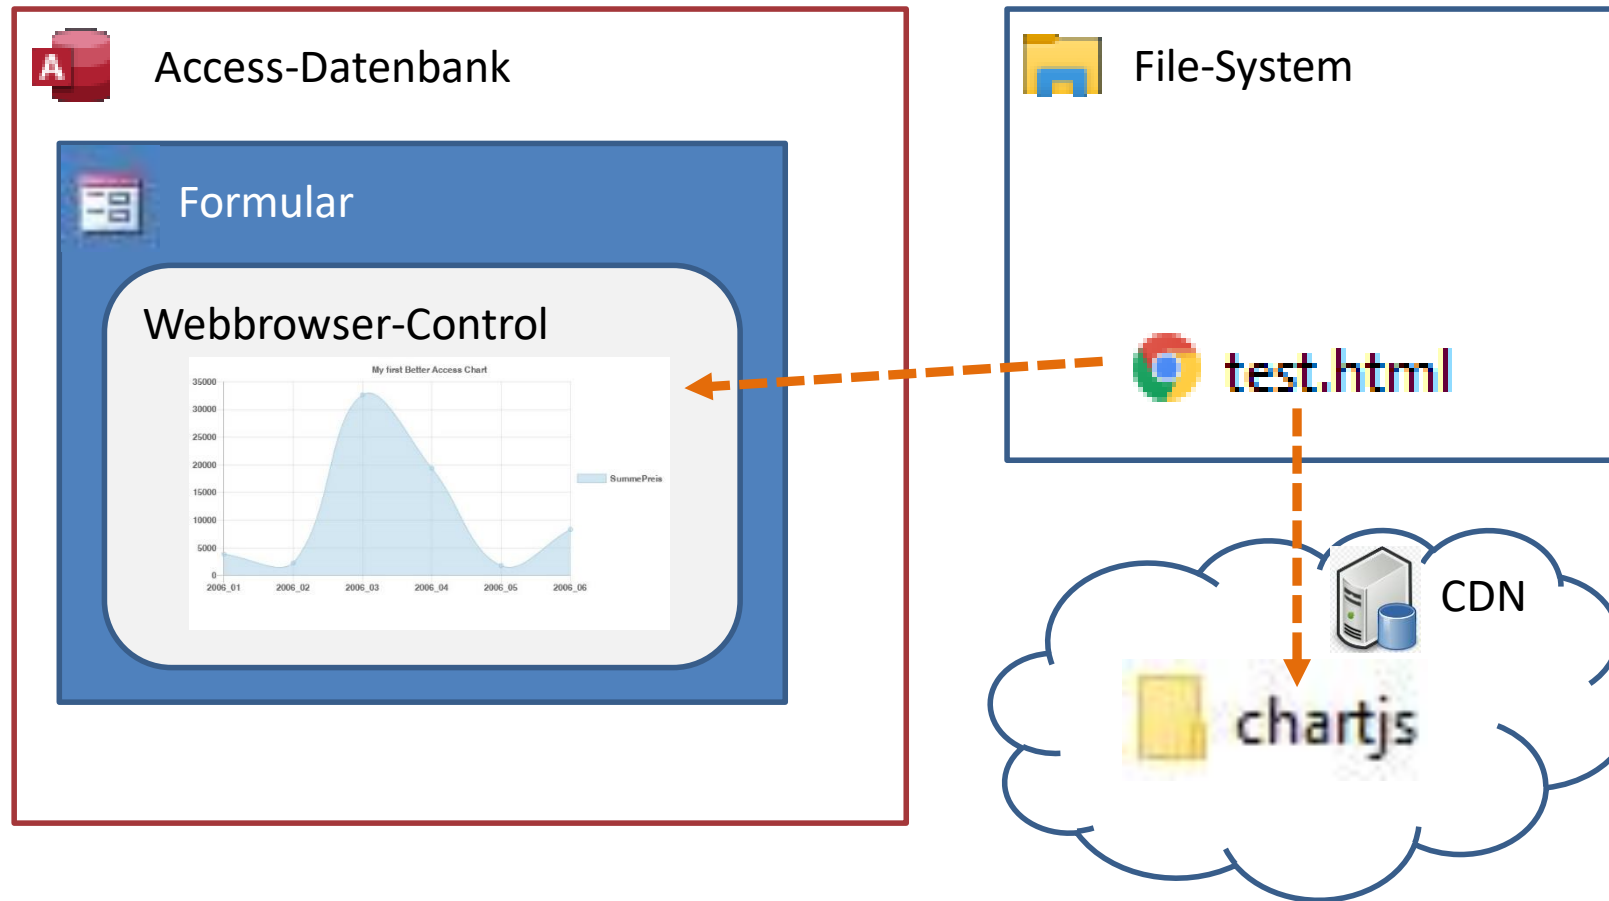 A
Access-Datenbank
Formular
Webbrowser-Control
My first Better Access Chart
35000
30000
25000
20000
15000
10000
5000
0
2006_01 2006_02 2006_03 2006_04 2006_05 2006_06
SummePreis
File-System
test.html
CDN
chartjs